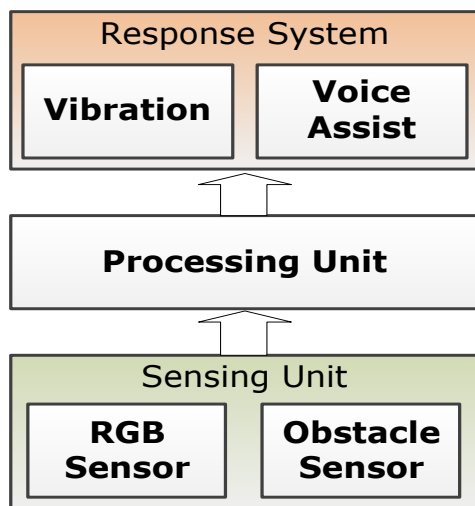 Response System
Vibration
Voice
Assist
Processing Unit
Sensing Unit
RGB
Sensor
Obstacle
Sensor